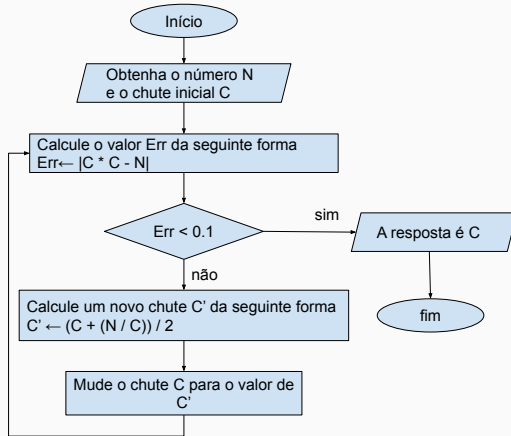 Início
Obtenha o número N
e o chute inicial C
Calcule o valor Err da seguinte forma
Err← |C * C - N|
Err < 0.1
sim
A resposta é C
fim
não
Calcule um novo chute C’ da seguinte forma
C’ ← (C + (N / C)) / 2
Mude o chute C para o valor de
C’